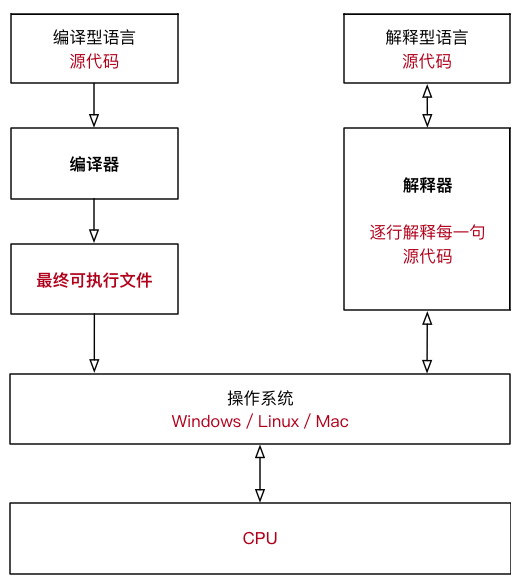 编译型语言
源代码
编译器
最终可执行文件
解释型语言
源代码
解释器
逐行解释每一句
源代码
操作系统
Windows / Linux / Mac
CPU